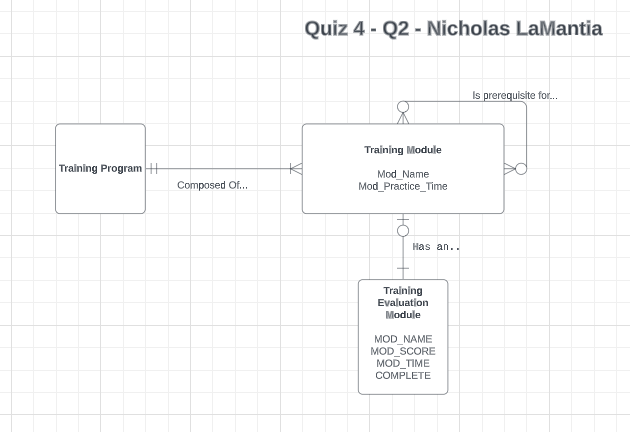 Quiz 4 - Q2 - Nicholas LaMantia
Is prerequisite for...
Training Program
Composed Of...
Training Module
Mod_Name
Mod_Practice_Time
Has an..
Training
Evaluation
Module
MOD_NAME
MOD_SCORE
MOD_TIME
COMPLETE